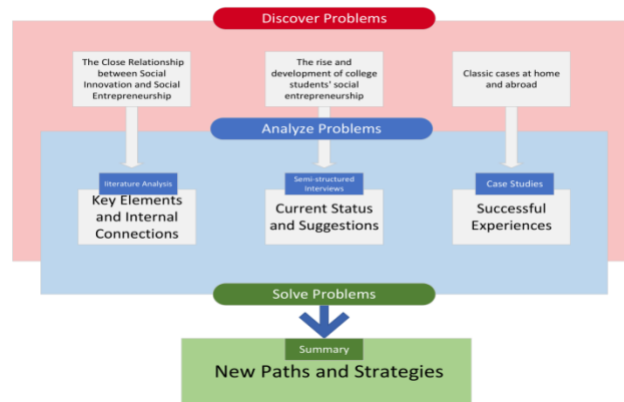 Discover Problems
The Close Relationship
between Social
Innovation and Social
Entrepreneurship
The rise and
development of college
students' social
entrepreneurship
Classic cases at home
and abroad
Analyze Problems
literature Analysis
Key Elements
and Internal
Connections
Semi-structured
Interviews
Current Status
and Suggestions
Case Studies
Successful
Experiences
Solve Problems
Summary
New Paths and Strategies